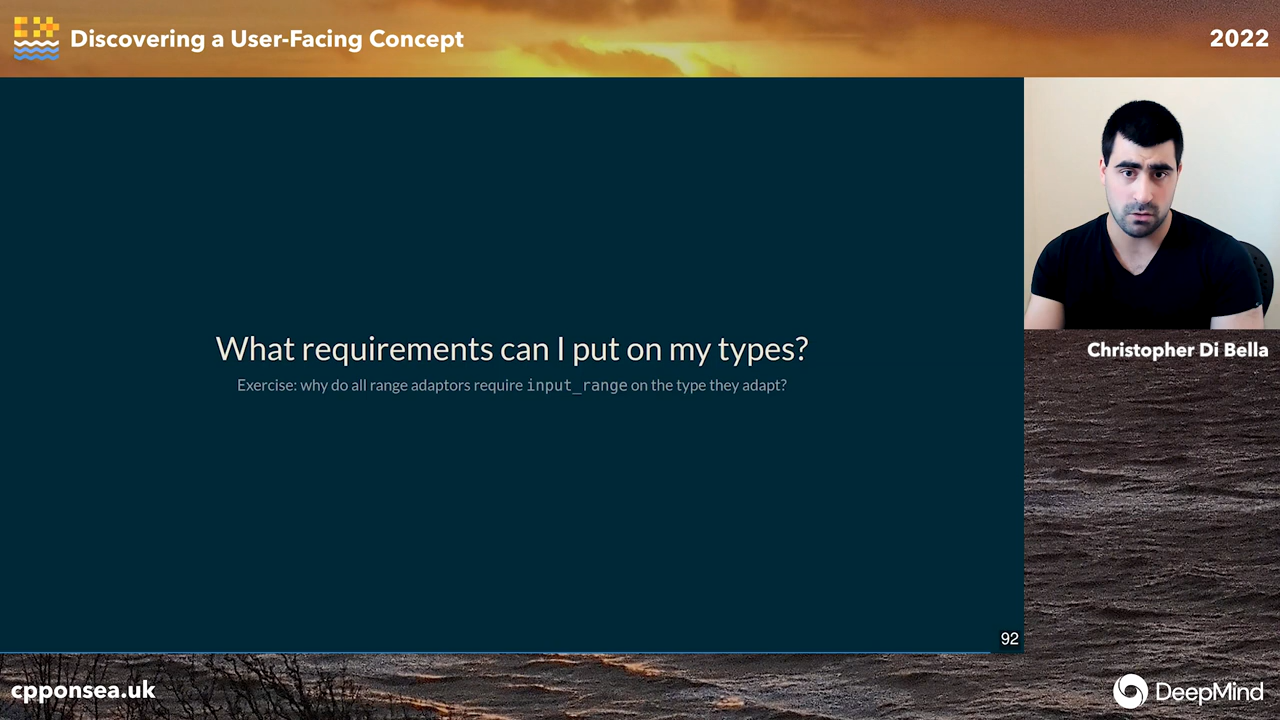 Discovering a User-Facing Concept
2022
What requirements can I put on my types?
Exercise: why do all range adaptors require input_range on the type they adapt?
Christopher Di Bella
92
cpponsea.uk
DeepMind